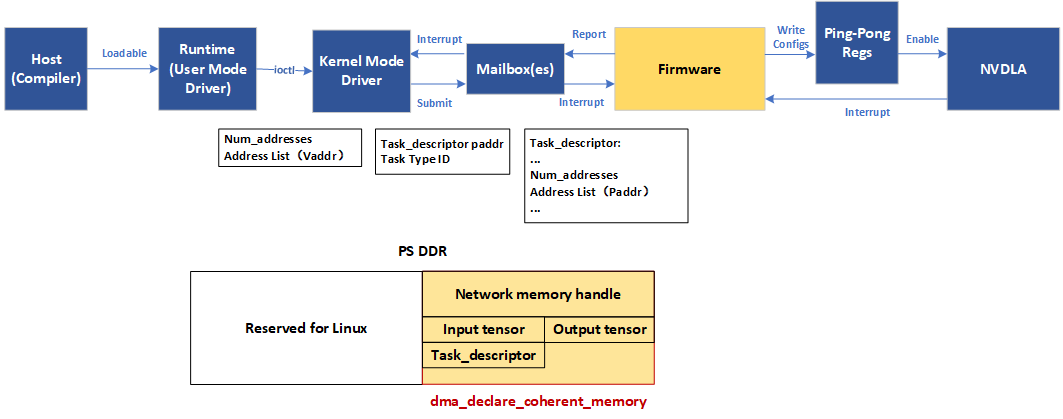 Host
(Compiler)
Loadable
Runtime
(User Mode
Driver)
ioctl
Kernel Mode
Driver
Interrupt
Submit
Mailbox(es)
Report
Interrupt
Firmware
Write
Configs
Ping-Pong
Regs
Enable
NVDLA
Interrupt
Num_addresses
Address List（Vaddr）
Task_descriptor paddr
Task Type ID
Task_descriptor:
...
Num_addresses
Address List（Paddr）
...
PS DDR
Reserved for Linux
Network memory handle
Input tensor
Output tensor
Task_descriptor
dma_declare_coherent_memory